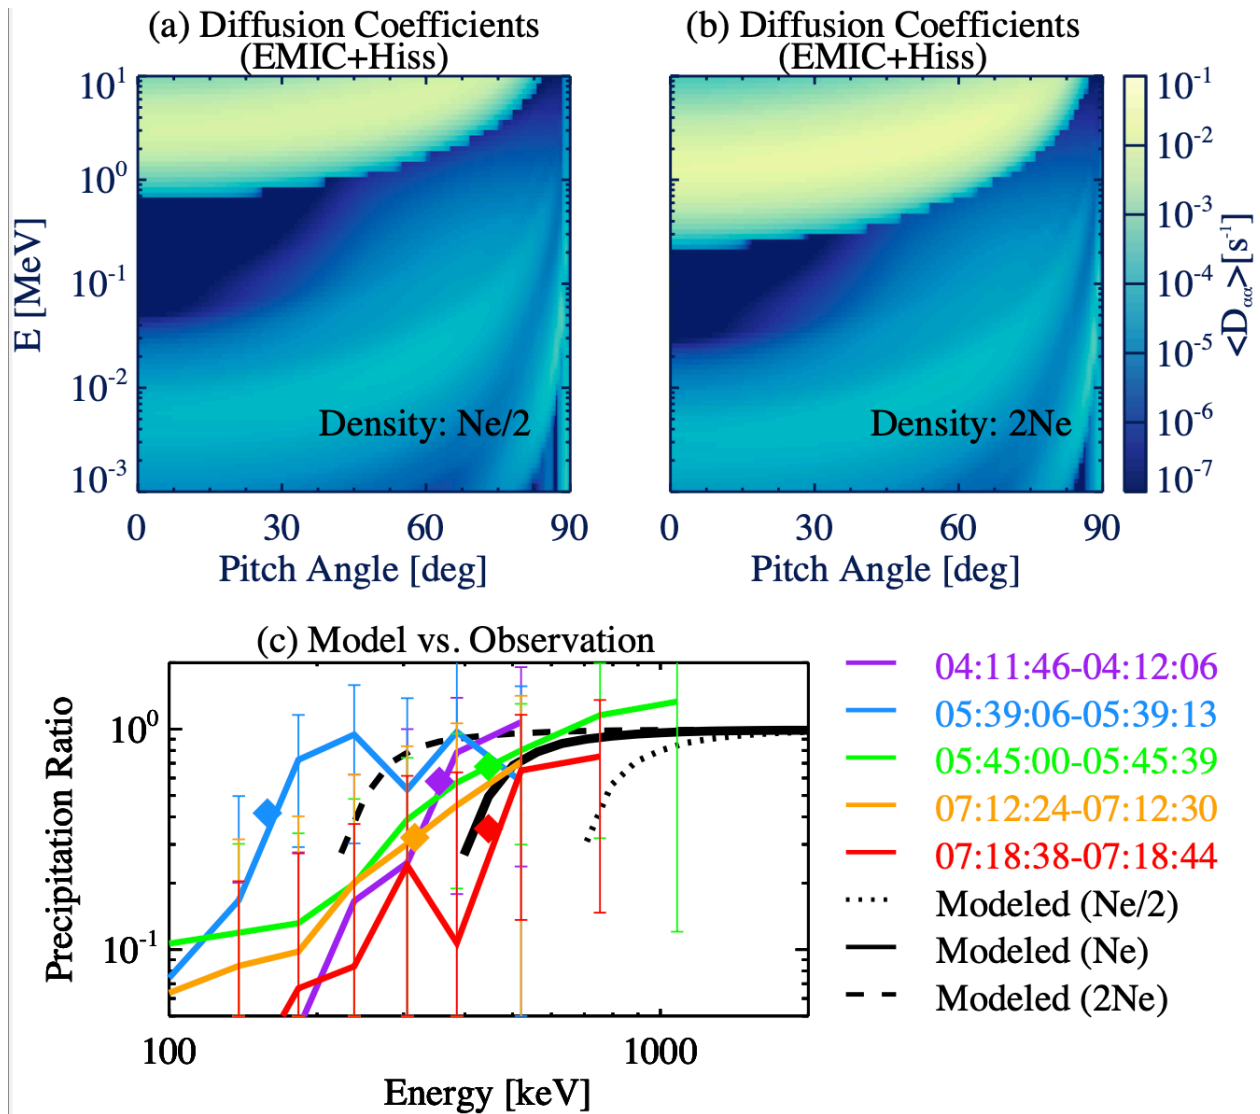 (a) Diffusion Coefficients
(EMIC+Hiss)
(b) Diffusion Coefficients
(EMIC+Hiss)
E [MeV]
10^1
10^0
10^-1
10^-2
10^-3
Density: Ne/2
0 30 60 90
Pitch Angle [deg]
Density: 2Ne
0 30 60 90
Pitch Angle [deg]
10^-1
10^-2
10^-3
10^-4
10^-5
10^-6
10^-7
<D_αα>[s^-1]
(c) Model vs. Observation
Precipitation Ratio
10^0
10^-1
100 1000
Energy [keV]
04:11:46-04:12:06
05:39:06-05:39:13
05:45:00-05:45:39
07:12:24-07:12:30
07:18:38-07:18:44
Modeled (Ne/2)
Modeled (Ne)
Modeled (2Ne)